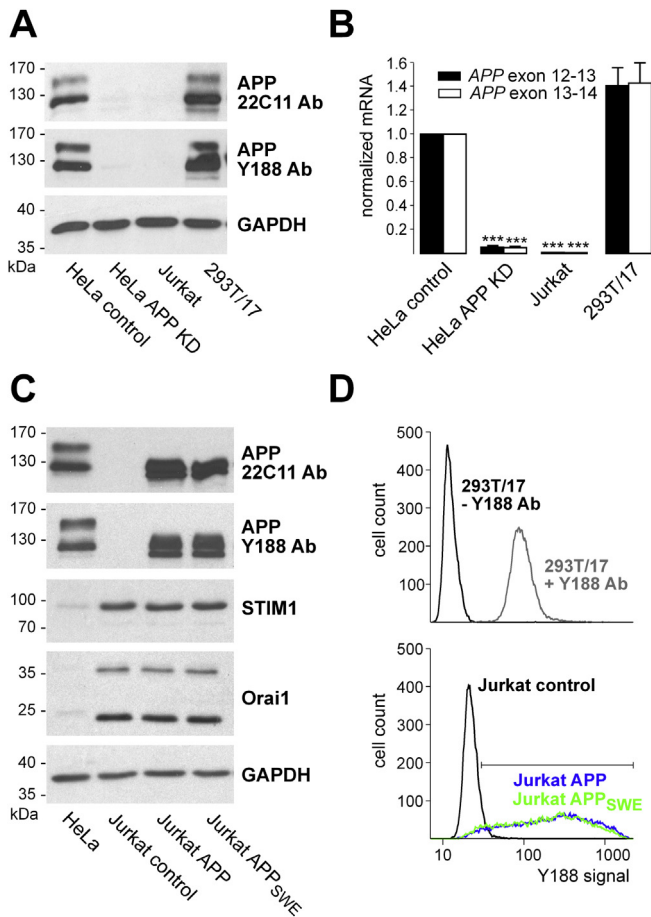 A
170
130
APP
22C11 Ab
170
130
APP
Y188 Ab
40
35
GAPDH
kDa
HeLa control
HeLa APP KD
Jurkat
293T/17
B
normalized mRNA
1.6
1.4
1.2
1.0
0.8
0.6
0.4
0.2
APP exon 12-13
APP exon 13-14
*** ***
*** ***
HeLa control
HeLa APP KD
Jurkat
293T/17
C
170
130
APP
22C11 Ab
170
130
APP
Y188 Ab
100
70
STIM1
35
25
Orai1
40
35
GAPDH
kDa
HeLa
Jurkat control
Jurkat APP
Jurkat APP SWE
D
cell count
500
400
300
200
100
293T/17
- Y188 Ab
293T/17
+ Y188 Ab
cell count
500
400
300
200
100
Jurkat control
Jurkat APP
Jurkat APP SWE
10 100 1000
Y188 signal